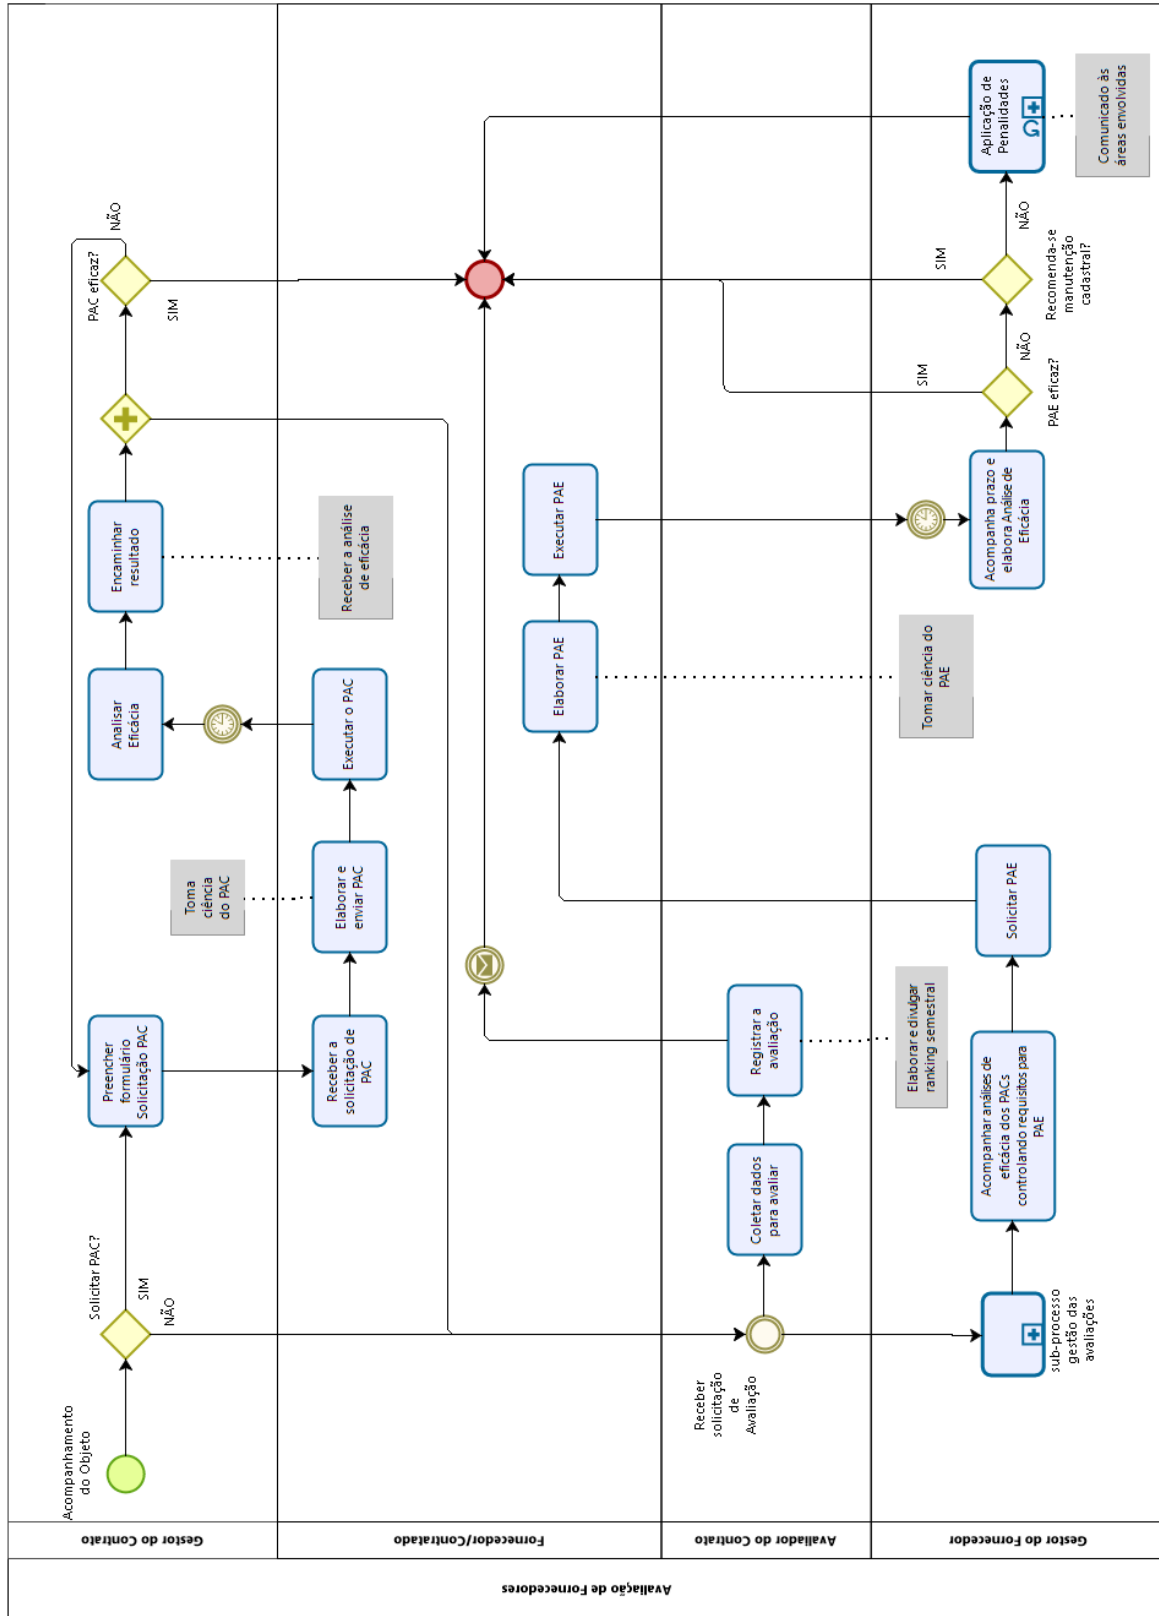 Avaliação de Fornecedores
Gestor do Contrato
Acompanhamento
do Objeto
Solicitar PAC?
SIM
NÃO
Preencher
formulário
Solicitação PAC
Toma
ciência
do PAC
Analisar
Eficácia
Encaminhar
resultado
PAC eficaz?
NÃO
SIM
Fornecedor/Contratado
Receber a
solicitação de
PAC
Elaborar e
enviar PAC
Executar o PAC
Receber a análise
de eficácia
Elaborar PAE
Executar PAE
Avaliador do Contrato
Receber
solicitação
de
Avaliação
Coletar dados
para avaliar
Registrar a
avaliação
Gestor do Fornecedor
sub-processo
gestão das
avaliações
Elaborar e divulgar
ranking semestral
Acompanhar análises de
eficácia dos PACs
controlando requisitos para
PAE
Solicitar PAE
Tomar ciência do
PAE
Acompanha prazo e
elabora Análise de
Eficácia
PAE eficaz?
SIM
NÃO
Recomenda-se
manutenção
cadastral?
SIM
NÃO
Aplicação de
Penalidades
Comunicado às
áreas envolvidas